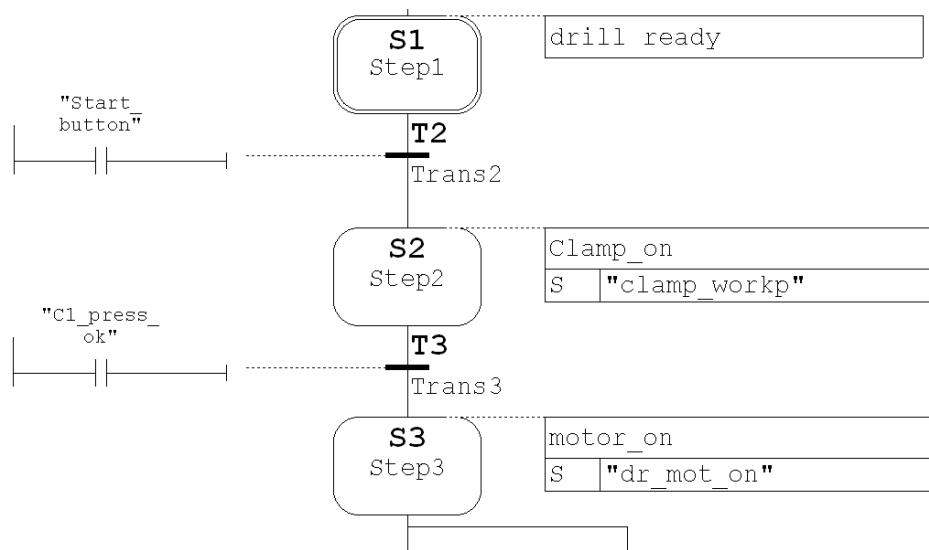 S1
Step1
drill ready
"Start_
button"
T2
Trans2
S2
Step2
Clamp_on
S "clamp_workp"
"C1_press_
ok"
T3
Trans3
S3
Step3
motor_on
S "dr_mot_on"